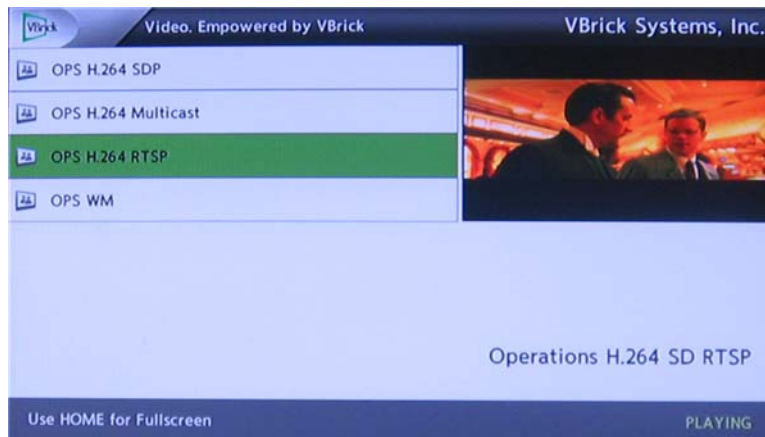 VBrick
Video. Empowered by VBrick
VBrick Systems, Inc.
OPS H.264 SDP
OPS H.264 Multicast
OPS H.264 RTSP
OPS WM
Operations H.264 SD RTSP
Use HOME for Fullscreen
PLAYING